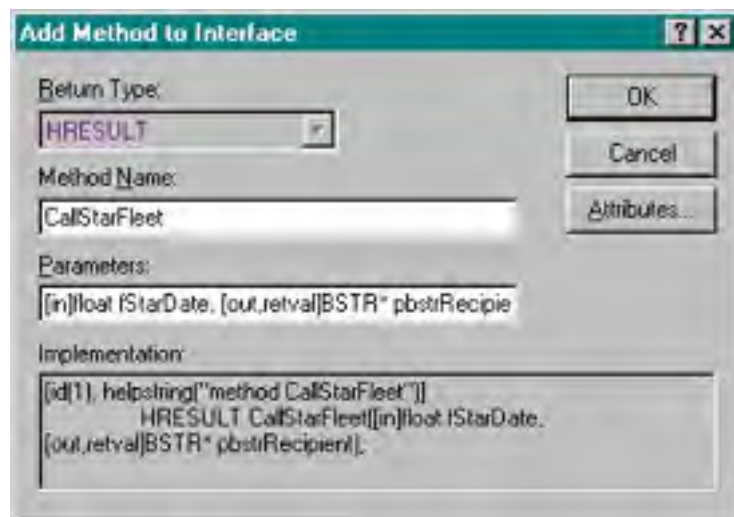 Add Method to Interface
Return Type:
HRESULT
OK
Method Name:
Cancel
CallStarFleet
Attributes...
Parameters:
[in]float fStarDate, [out,retval]BSTR* pbstrRecipie
Implementation:
[id(1), helpstring("method CallStarFleet")]
HRESULT CallStarFleet([in]float fStarDate,
[out,retval]BSTR* pbstrRecipient);